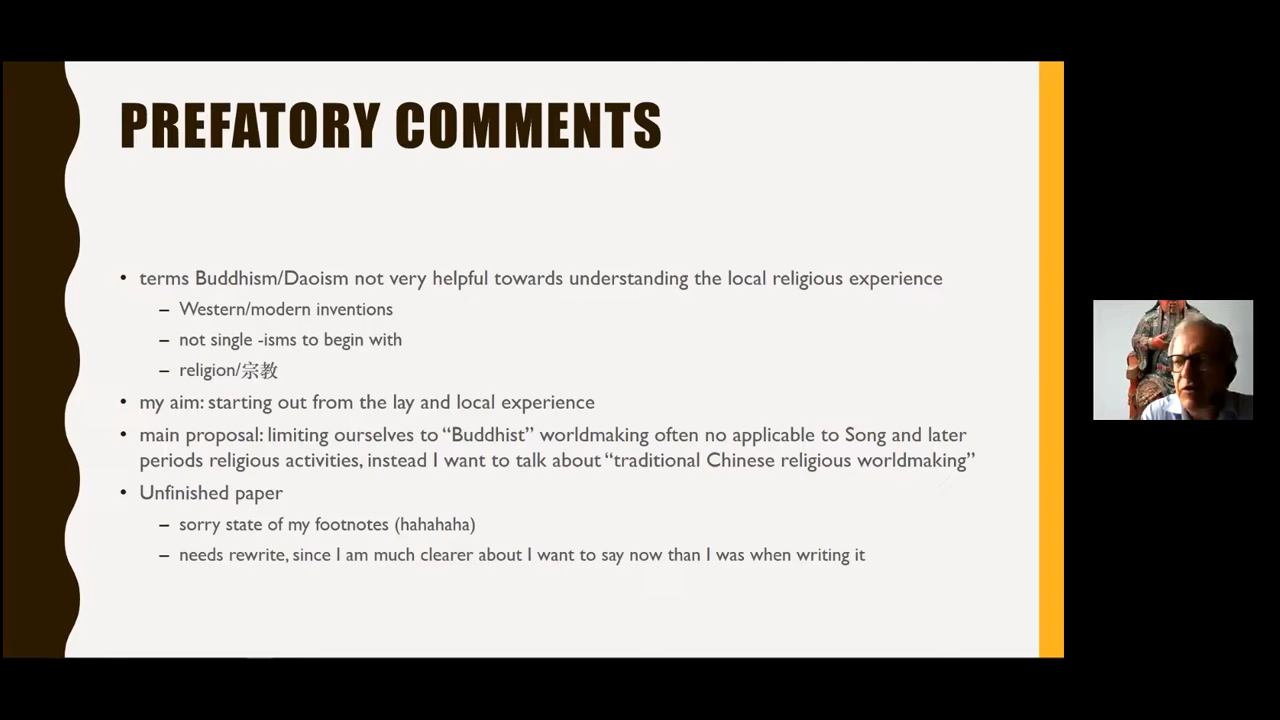 PREFATORY COMMENTS
• terms Buddhism/Daoism not very helpful towards understanding the local religious experience
– Western/modern inventions
– not single -isms to begin with
– religion/宗教
• my aim: starting out from the lay and local experience
• main proposal: limiting ourselves to “Buddhist” worldmaking often no applicable to Song and later
periods religious activities, instead I want to talk about “traditional Chinese religious worldmaking”
• Unfinished paper
– sorry state of my footnotes (hahahaha)
– needs rewrite, since I am much clearer about I want to say now than I was when writing it